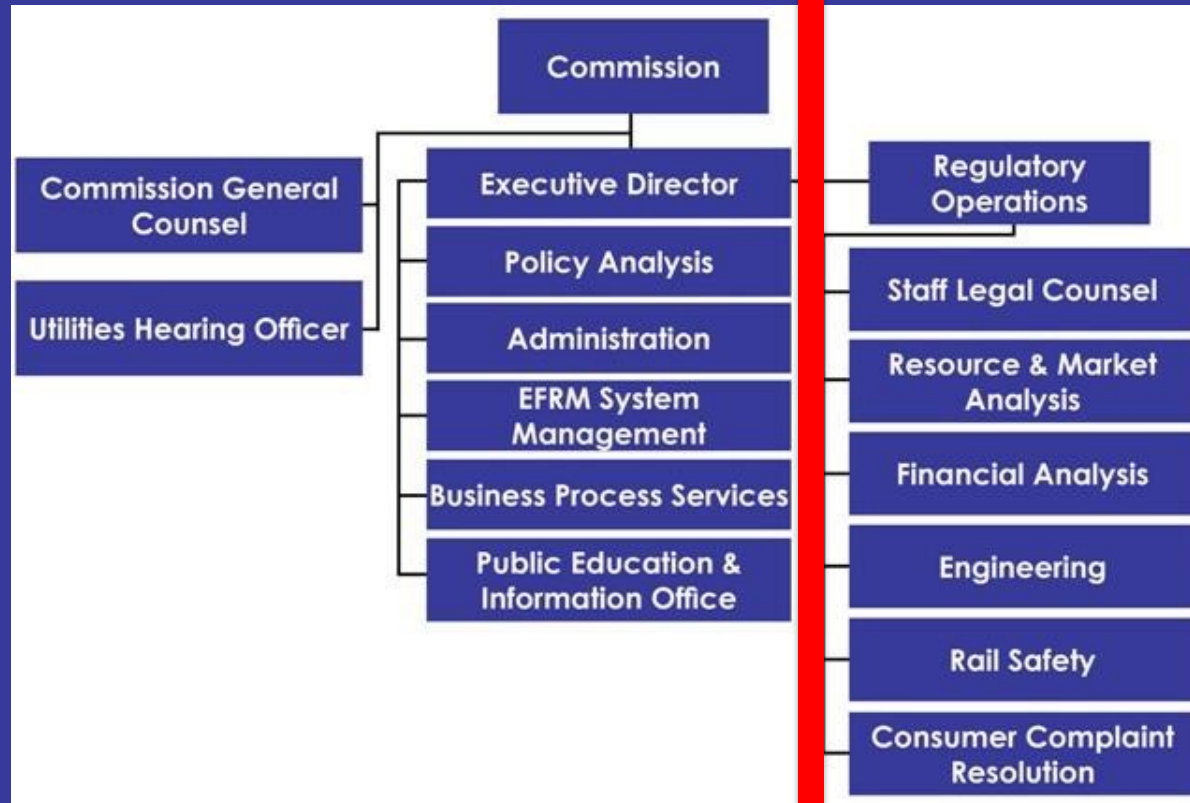 Commission
Commission General
Counsel
Utilities Hearing Officer
Executive Director
Policy Analysis
Administration
EFRM System
Management
Business Process Services
Public Education &
Information Office
Regulatory
Operations
Staff Legal Counsel
Resource & Market
Analysis
Financial Analysis
Engineering
Rail Safety
Consumer Complaint
Resolution